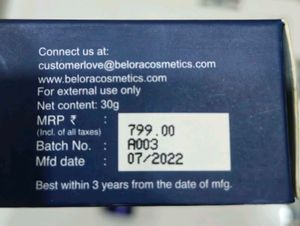 Connect us at:
customerlove@beloracosmetics.com
www.beloracosmetics.com
For external use only
Net content: 30g
MRP ₹ : 799.00
(Incl. of all taxes)
Batch No. : A003
Mfd date : 07/2022
Best within 3 years from the date of mfg.